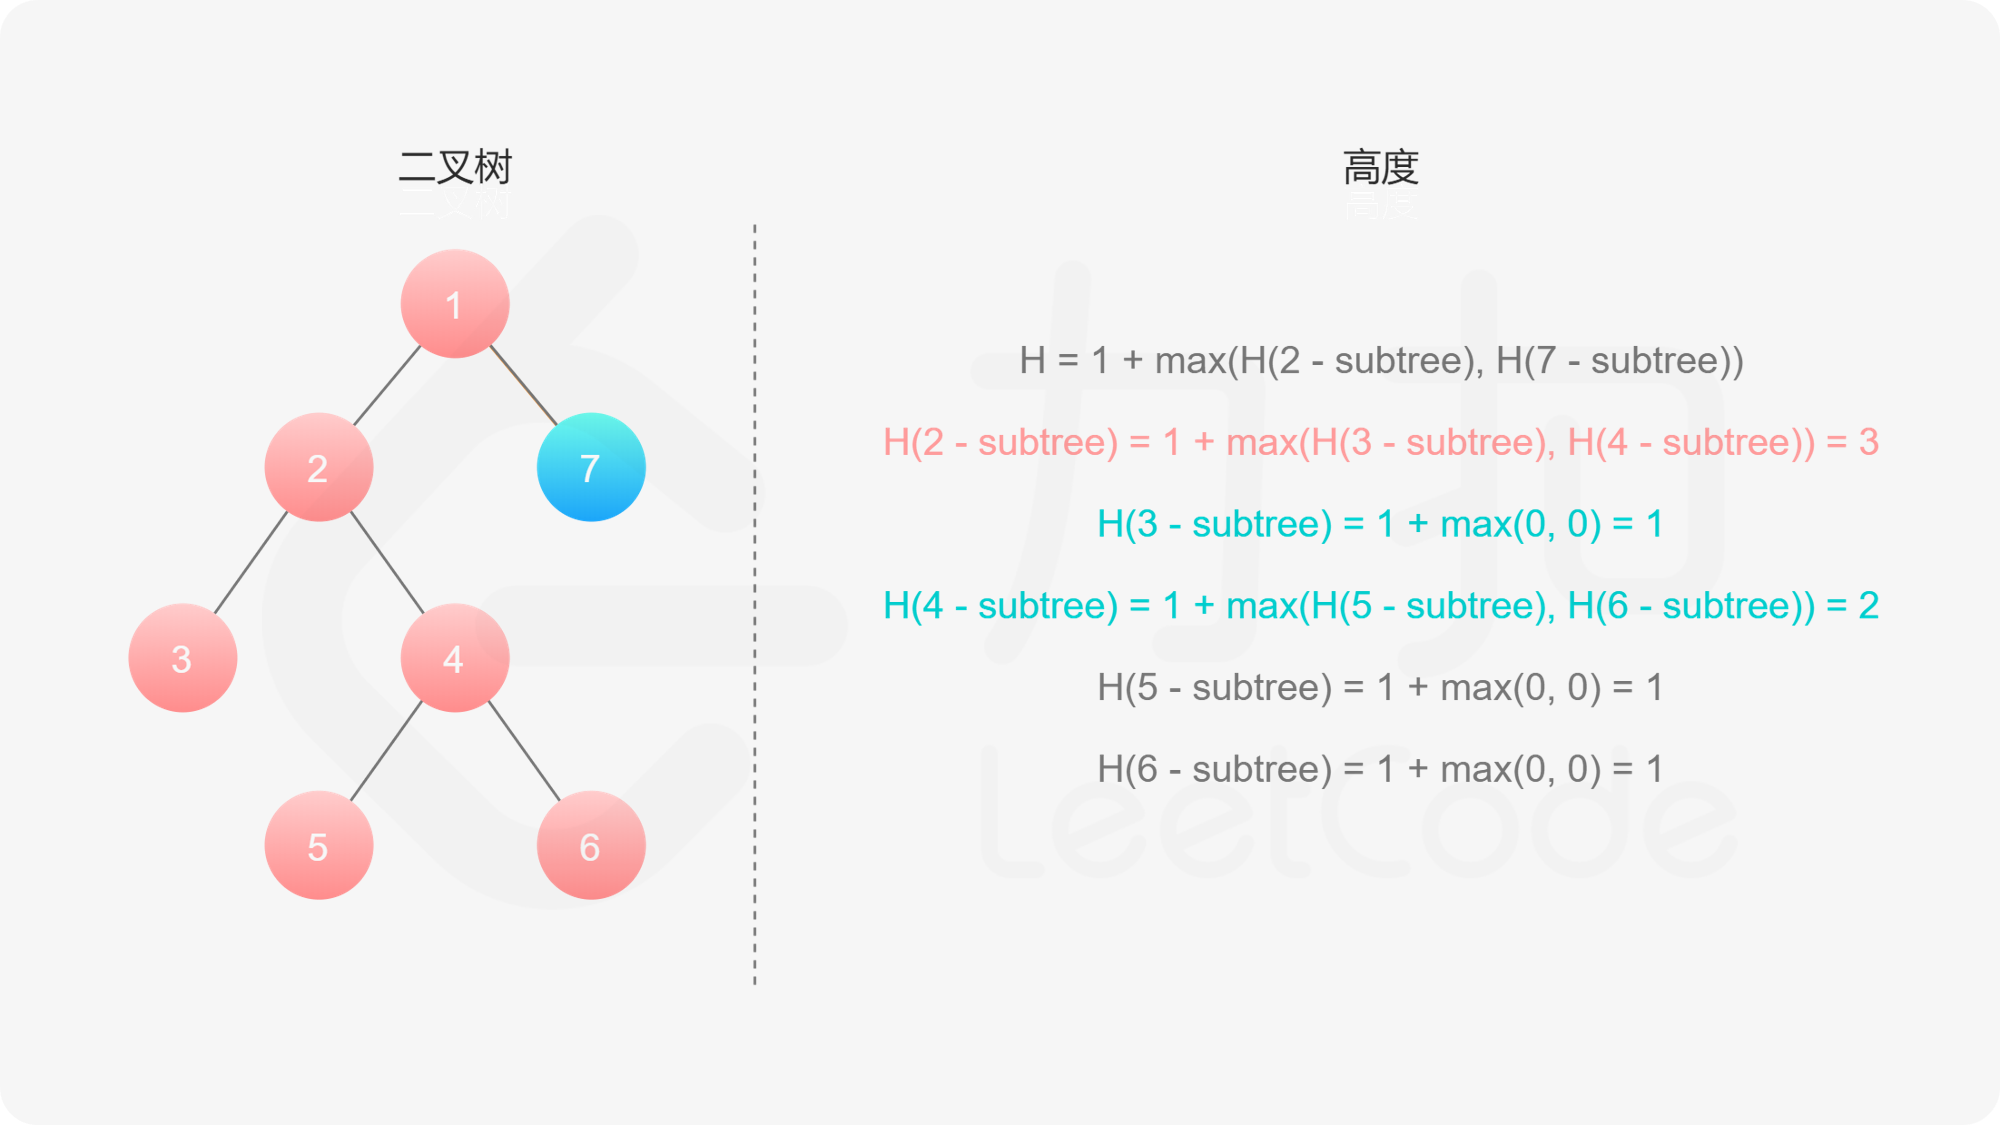 二叉树
高度
1
2
7
3
4
5
6
H = 1 + max(H(2 - subtree), H(7 - subtree))
H(2 - subtree) = 1 + max(H(3 - subtree), H(4 - subtree)) = 3
H(3 - subtree) = 1 + max(0, 0) = 1
H(4 - subtree) = 1 + max(H(5 - subtree), H(6 - subtree)) = 2
H(5 - subtree) = 1 + max(0, 0) = 1
H(6 - subtree) = 1 + max(0, 0) = 1
力扣
LeetCode